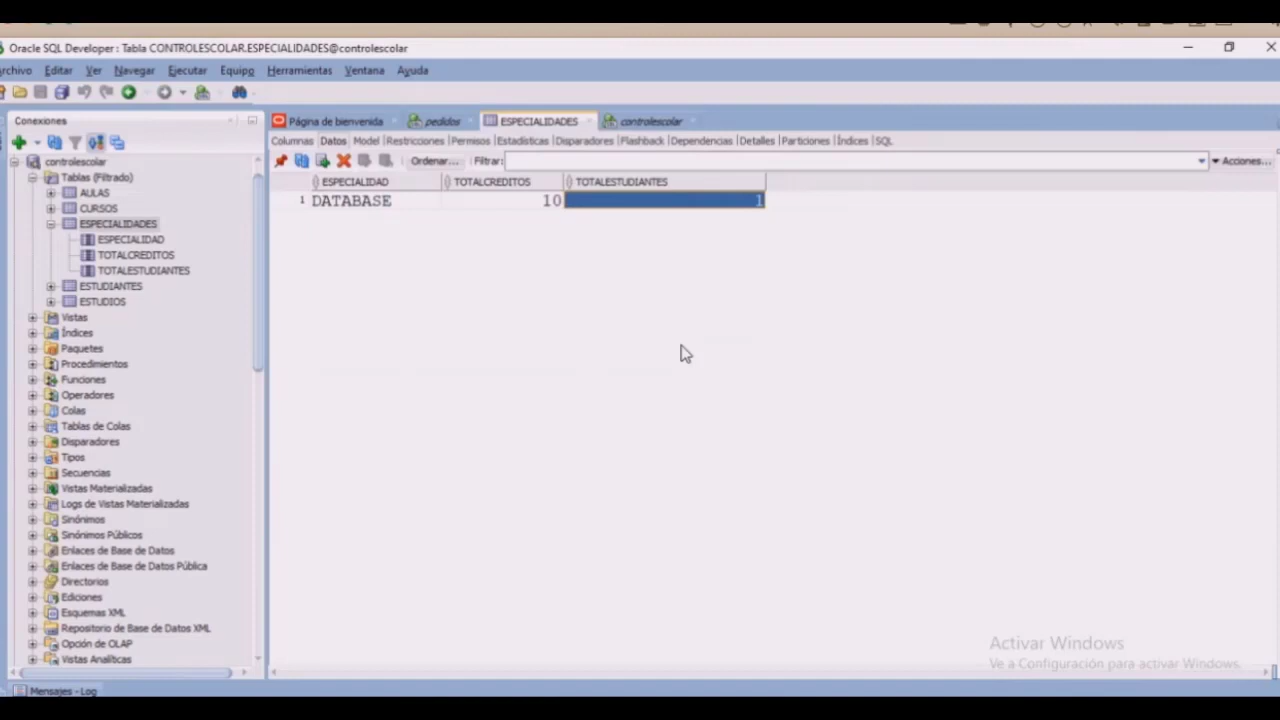 Oracle SQL Developer : Tabla CONTROLESCOLAR.ESPECIALIDADES@controlescolar
rchivo Editar Ver Navegar Ejecutar Equipo Herramientas Ventana Ayuda
Conexiones
controlescolar
Tablas (Filtrado)
AULAS
CURSOS
ESPECIALIDADES
ESPECIALIDAD
TOTALCREDITOS
TOTALESTUDIANTES
ESTUDIANTES
ESTUDIOS
Vistas
Índices
Paquetes
Procedimientos
Funciones
Operadores
Colas
Tablas de Colas
Disparadores
Tipos
Secuencias
Vistas Materializadas
Logs de Vistas Materializadas
Sinónimos
Sinónimos Públicos
Enlaces de Base de Datos
Enlaces de Base de Datos Pública
Directorios
Ediciones
Esquemas XML
Repositorio de Base de Datos XML
Opción de OLAP
Vistas Analíticas
Página de bienvenida pedidos ESPECIALIDADES controlescolar
Columnas Datos Model Restricciones Permisos Estadísticas Disparadores Flashback Dependencias Detalles Particiones Índices SQL
Ordenar... Filtrar: Acciones...
ESPECIALIDAD TOTALCREDITOS TOTALESTUDIANTES
1 DATABASE 10 1
Activar Windows
Ve a Configuración para activar Windows.
Mensajes - Log